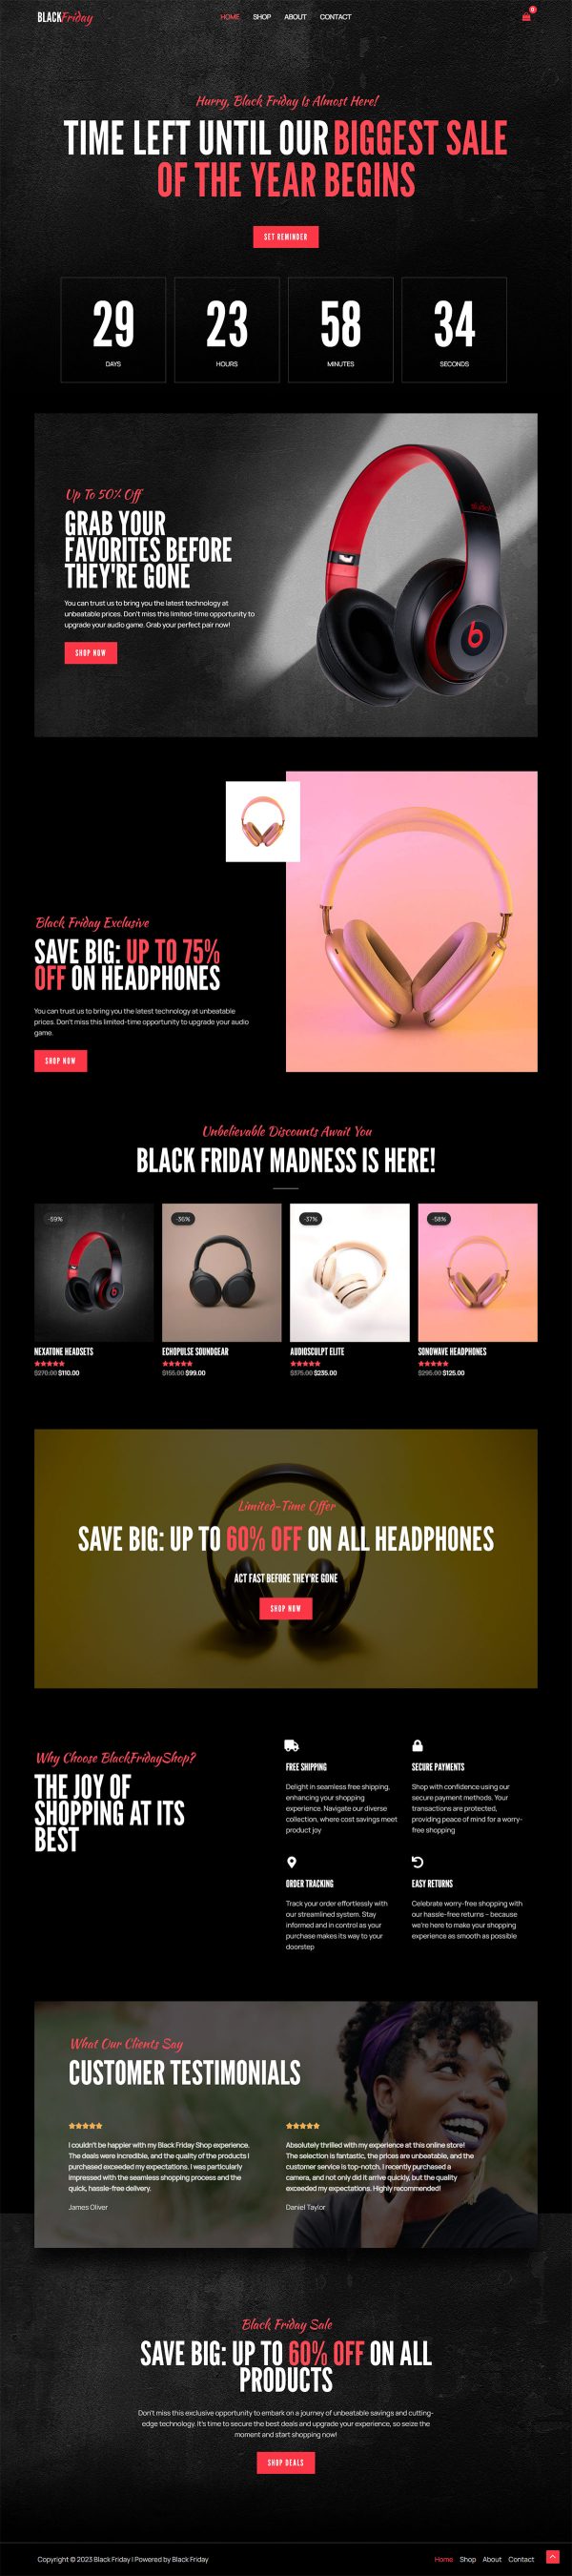 BLACKFriday
HOME SHOP ABOUT CONTACT
0
Hurry, Black Friday Is Almost Here!
TIME LEFT UNTIL OUR BIGGEST SALE
OF THE YEAR BEGINS
SET REMINDER
29 23 58 34
DAYS HOURS MINUTES SECONDS
Up To 50% Off
GRAB YOUR
FAVORITES BEFORE
THEY'RE GONE
You can trust us to bring you the latest technology at
unbeatable prices. Don't miss this limited-time opportunity to
upgrade your audio game. Grab your perfect pair now!
SHOP NOW
b
Black Friday Exclusive
SAVE BIG: UP TO 75%
OFF ON HEADPHONES
You can trust us to bring you the latest technology at unbeatable
prices. Don't miss this limited-time opportunity to upgrade your audio
game.
SHOP NOW
Unbelievable Discounts Await You
BLACK FRIDAY MADNESS IS HERE!
-59% -36% -37% -58%
NEXATONE HEADSETS
$270.00 $110.00
ECHOPULSE SOUNDGEAR
$155.00 $99.00
AUDIOSCULPT ELITE
$375.00 $235.00
SONOWAVE HEADPHONES
$295.00 $125.00
Limited-Time Offer
SAVE BIG: UP TO 60% OFF ON ALL HEADPHONES
ACT FAST BEFORE THEY'RE GONE
SHOP NOW
Why Choose BlackFridayShop?
THE JOY OF
SHOPPING AT ITS
BEST
FREE SHIPPING
Delight in seamless free shipping,
enhancing your shopping
experience. Navigate our diverse
collection, where cost savings meet
product joy
SECURE PAYMENTS
Shop with confidence using our
secure payment methods. Your
transactions are protected,
providing peace of mind for a worry-
free shopping
ORDER TRACKING
Track your order effortlessly with
our streamlined system. Stay
informed and in control as your
purchase makes its way to your
doorstep
EASY RETURNS
Celebrate worry-free shopping with
our hassle-free returns – because
we're here to make your shopping
experience as smooth as possible
What Our Clients Say
CUSTOMER TESTIMONIALS
I couldn't be happier with my Black Friday Shop experience.
The deals were incredible, and the quality of the products I
purchased exceeded my expectations. I was particularly
impressed with the seamless shopping process and the
quick, hassle-free delivery.
James Oliver
Absolutely thrilled with my experience at this online store!
The selection is fantastic, the prices are unbeatable, and the
customer service is top-notch. I recently purchased a
camera, and not only did it arrive quickly, but the quality
exceeded my expectations. Highly recommended!
Daniel Taylor
Black Friday Sale
SAVE BIG: UP TO 60% OFF ON ALL
PRODUCTS
Don't miss this exclusive opportunity to embark on a journey of unbeatable savings and cutting-
edge technology. It's time to secure the best deals and upgrade your experience, so seize the
moment and start shopping now!
SHOP DEALS
Copyright © 2023 Black Friday | Powered by Black Friday
Home Shop About Contact